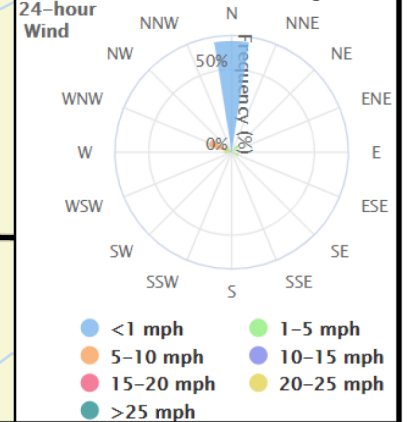 24-hour
Wind
N
NNW
NNE
NW
NE
50%
Frequency (%)
WNW
ENE
0%
W
E
WSW
ESE
SW
SE
SSW
SSE
S
<1 mph
1-5 mph
5-10 mph
10-15 mph
15-20 mph
20-25 mph
>25 mph